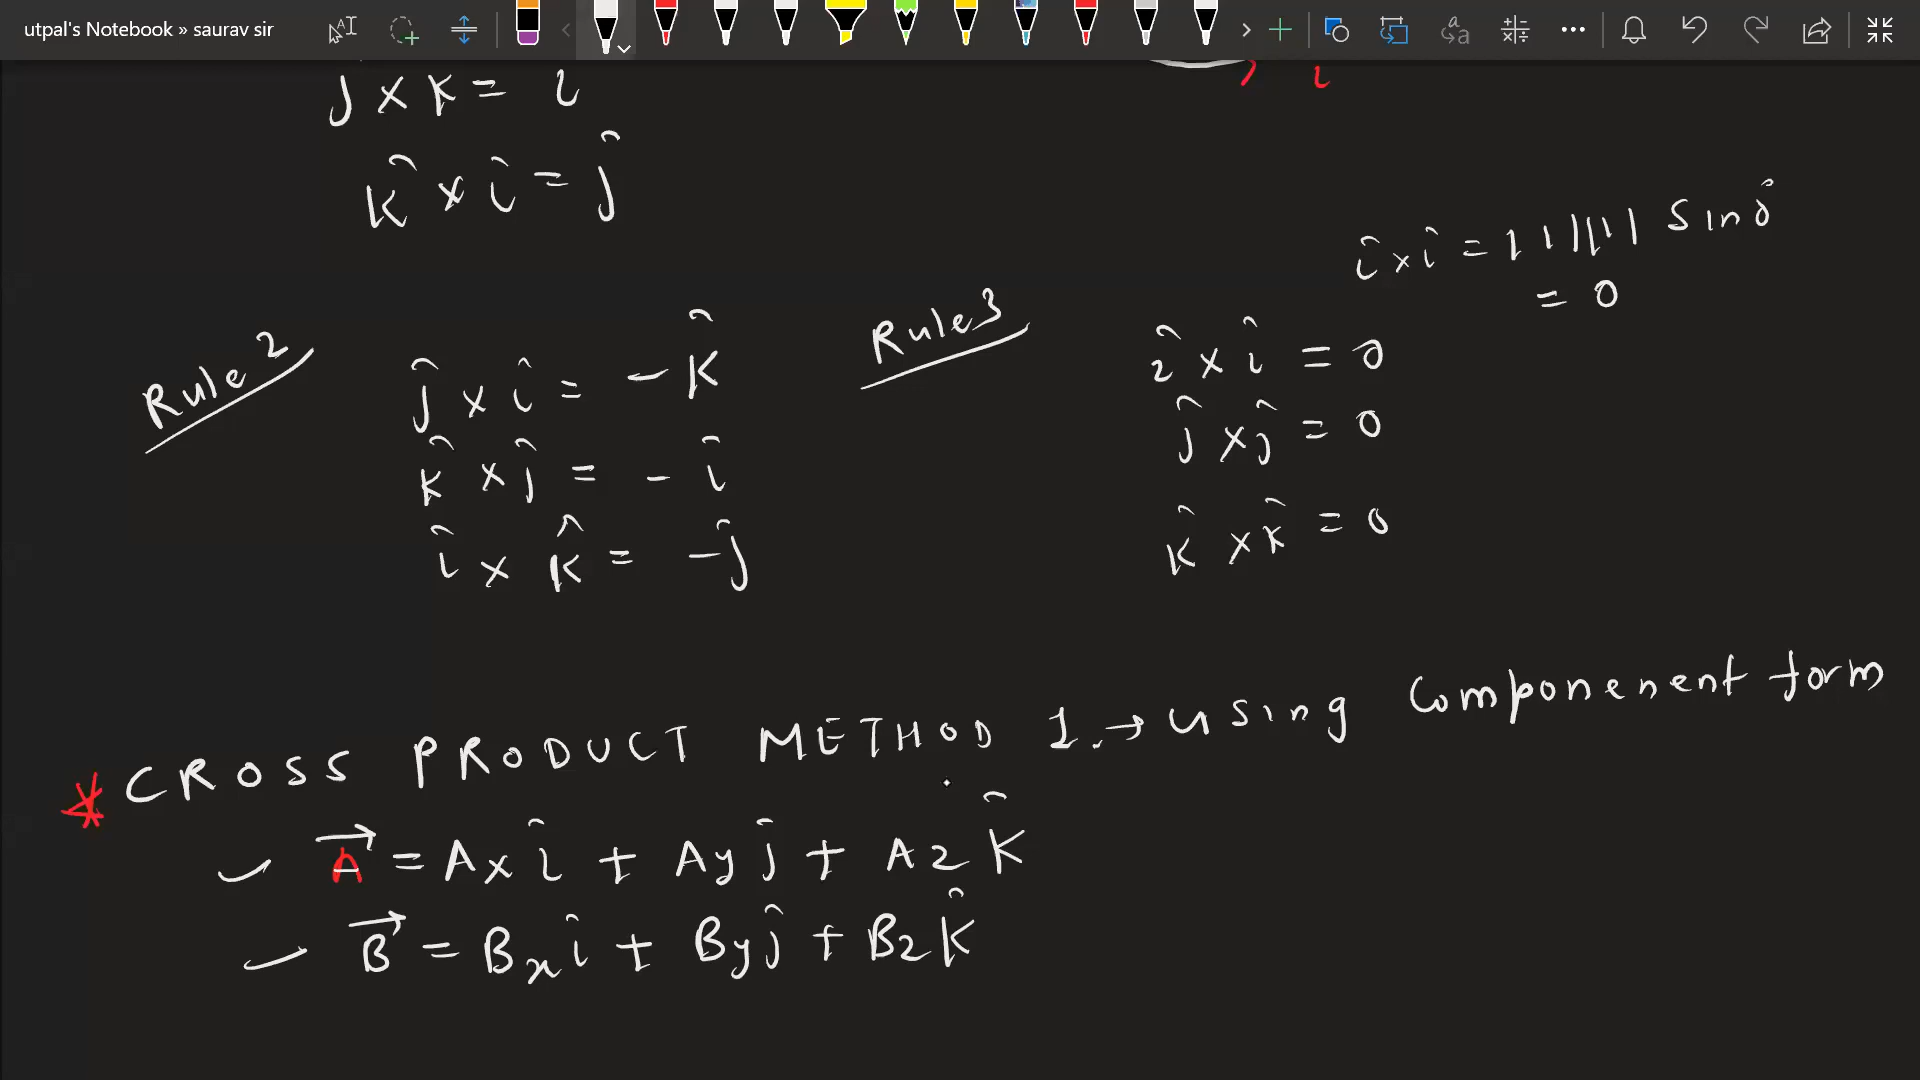 utpal's Notebook » saurav sir
j × k = i
k̂ × î = ĵ
î × î = |1||1| Sin 0°
= 0
Rule 2
ĵ × î = - k̂
k̂ × ĵ = - î
î × k̂ = - ĵ
Rule 3
î × î = 0
ĵ × ĵ = 0
k̂ × k̂ = 0
* CROSS PRODUCT METHOD 1. → using Componenent form
A⃗ = Ax î + Ay ĵ + Az k̂
B⃗ = Bx î + By ĵ + Bz k̂